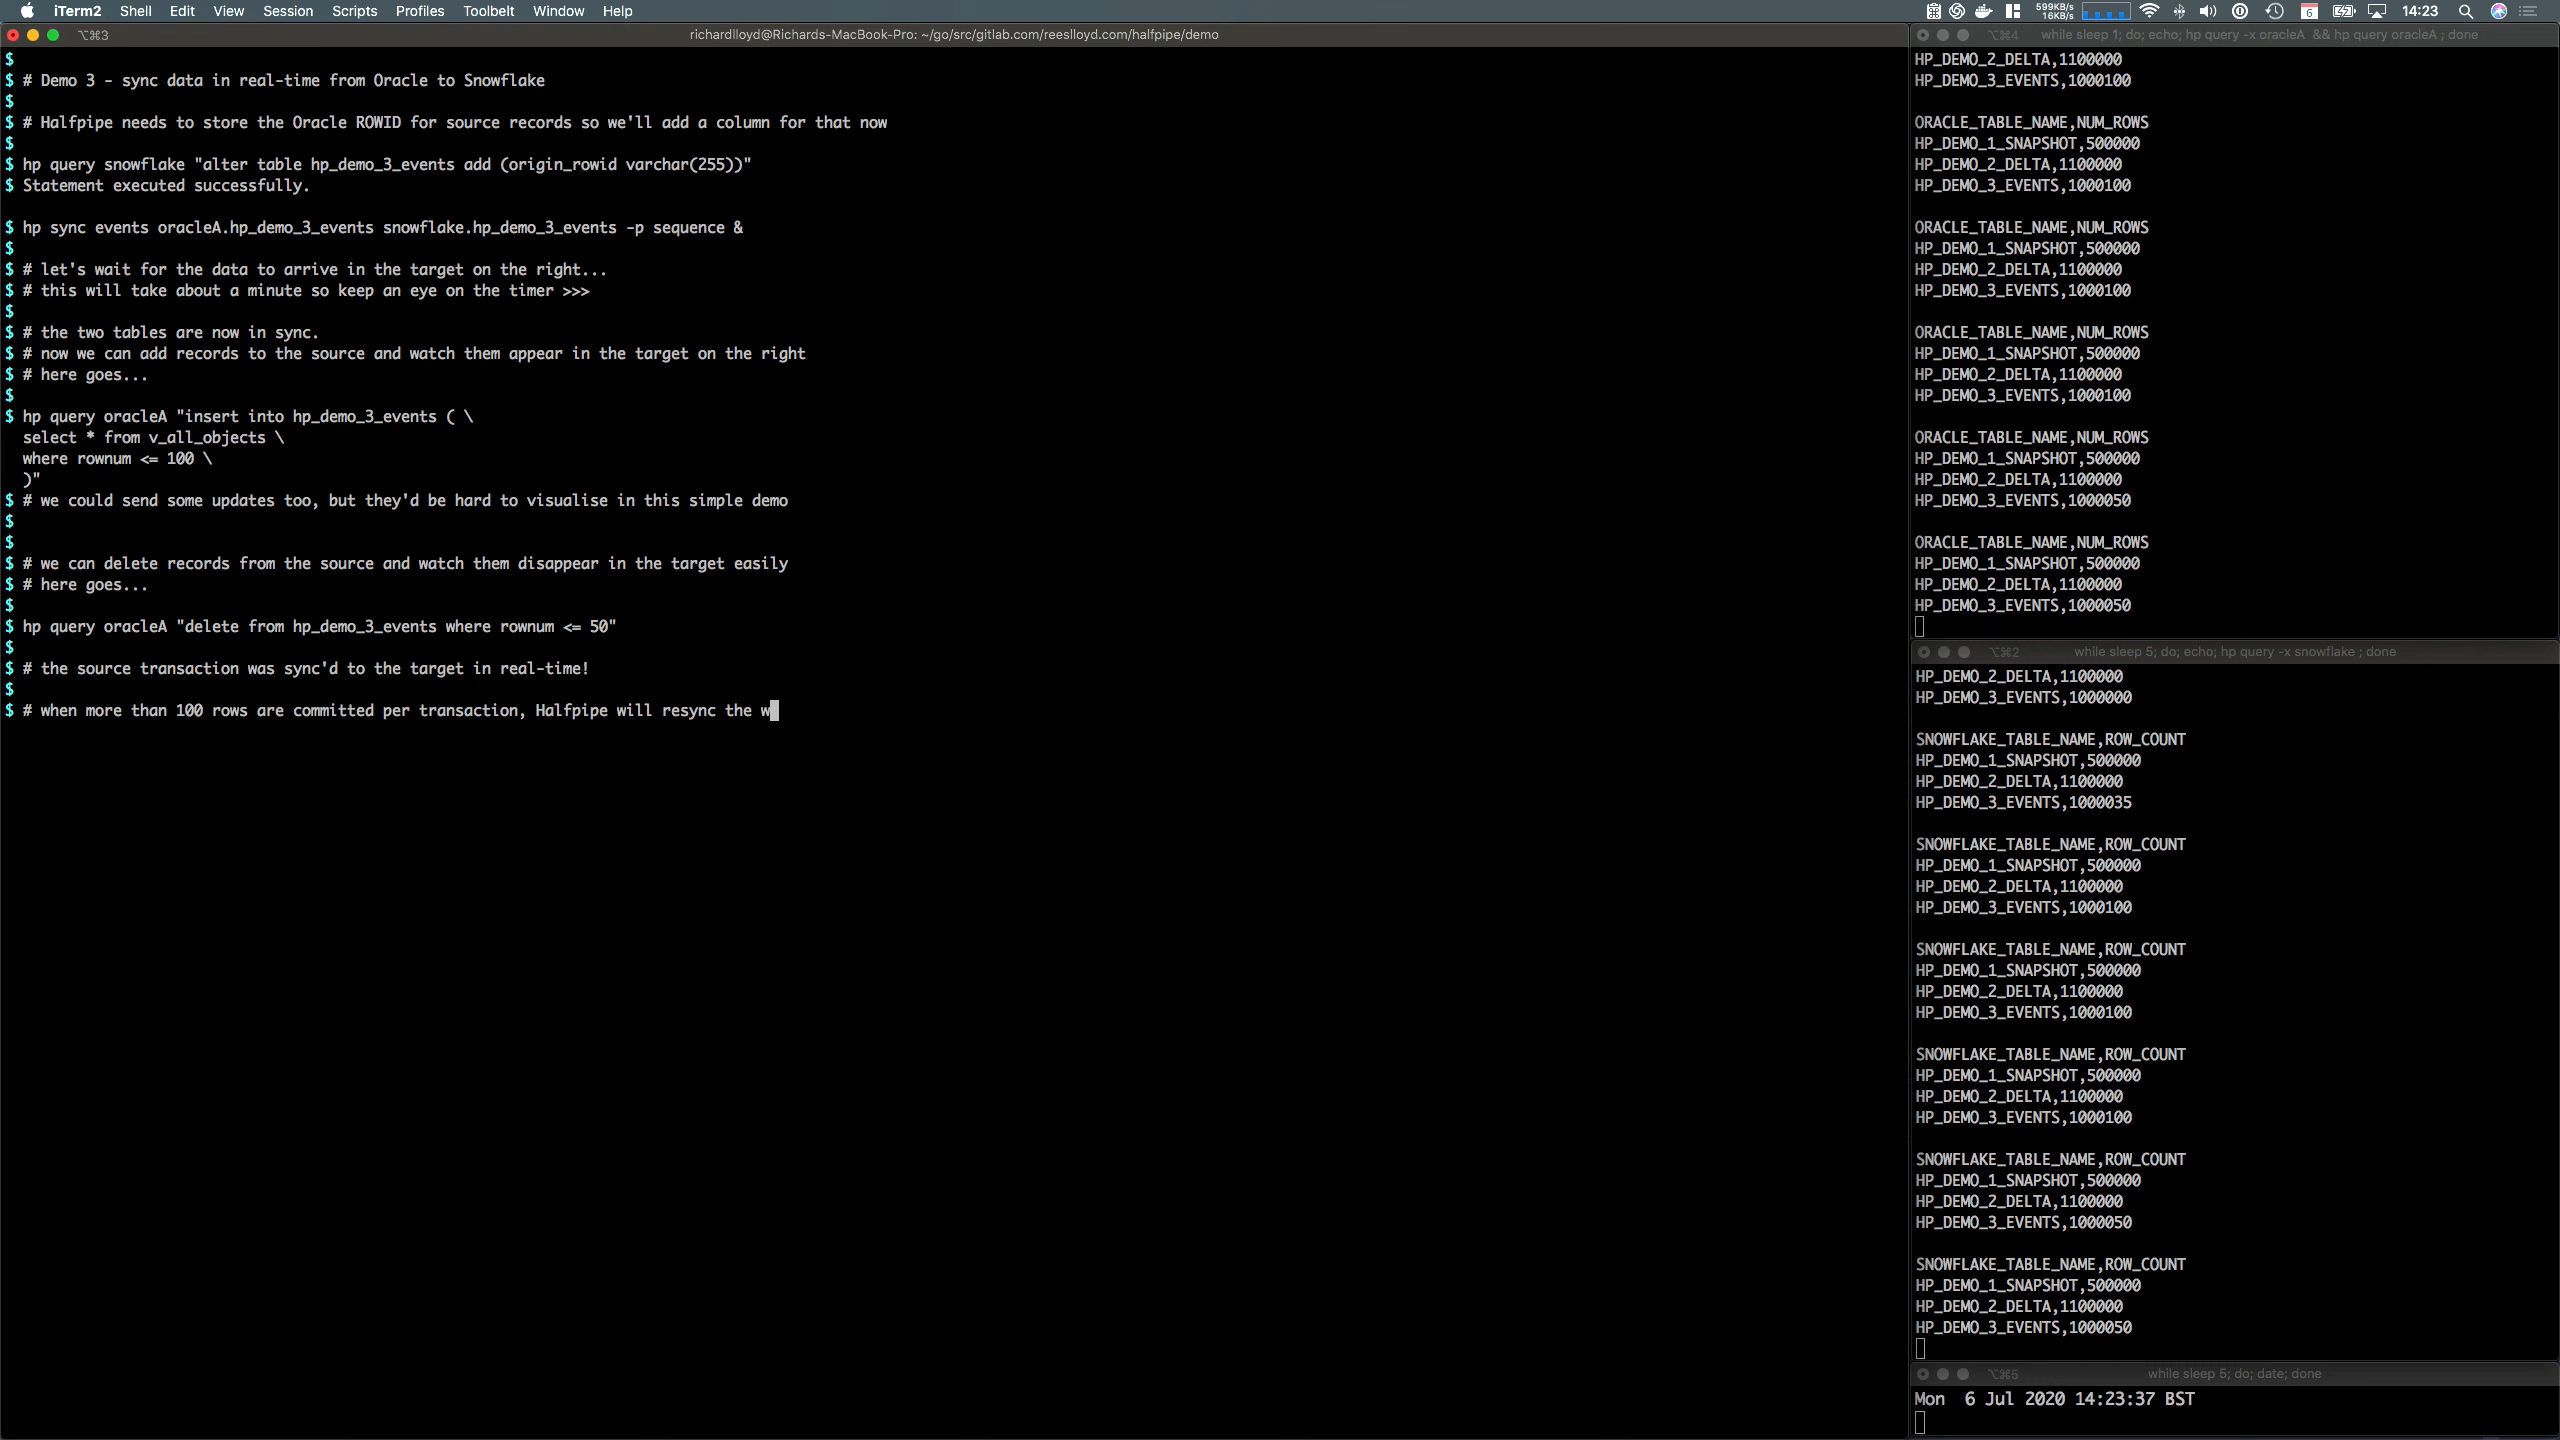 iTerm2 Shell Edit View Session Scripts Profiles Toolbelt Window Help
599KB/s
16KB/s
6
14:23
⌥⌘3 richardlloyd@Richards-MacBook-Pro: ~/go/src/gitlab.com/reeslloyd.com/halfpipe/demo
$
$ # Demo 3 - sync data in real-time from Oracle to Snowflake
$
$ # Halfpipe needs to store the Oracle ROWID for source records so we'll add a column for that now
$
$ hp query snowflake "alter table hp_demo_3_events add (origin_rowid varchar(255))"
$ Statement executed successfully.
$ hp sync events oracleA.hp_demo_3_events snowflake.hp_demo_3_events -p sequence &
$
$ # let's wait for the data to arrive in the target on the right...
$ # this will take about a minute so keep an eye on the timer >>>
$
$ # the two tables are now in sync.
$ # now we can add records to the source and watch them appear in the target on the right
$ # here goes...
$
$ hp query oracleA "insert into hp_demo_3_events ( \
select * from v_all_objects \
where rownum <= 100 \
)"
$ # we could send some updates too, but they'd be hard to visualise in this simple demo
$
$
$ # we can delete records from the source and watch them disappear in the target easily
$ # here goes...
$
$ hp query oracleA "delete from hp_demo_3_events where rownum <= 50"
$
$ # the source transaction was sync'd to the target in real-time!
$
$ # when more than 100 rows are committed per transaction, Halfpipe will resync the w
⌥⌘4 while sleep 1; do; echo; hp query -x oracleA && hp query oracleA ; done
HP_DEMO_2_DELTA,1100000
HP_DEMO_3_EVENTS,1000100
ORACLE_TABLE_NAME,NUM_ROWS
HP_DEMO_1_SNAPSHOT,500000
HP_DEMO_2_DELTA,1100000
HP_DEMO_3_EVENTS,1000100
ORACLE_TABLE_NAME,NUM_ROWS
HP_DEMO_1_SNAPSHOT,500000
HP_DEMO_2_DELTA,1100000
HP_DEMO_3_EVENTS,1000100
ORACLE_TABLE_NAME,NUM_ROWS
HP_DEMO_1_SNAPSHOT,500000
HP_DEMO_2_DELTA,1100000
HP_DEMO_3_EVENTS,1000100
ORACLE_TABLE_NAME,NUM_ROWS
HP_DEMO_1_SNAPSHOT,500000
HP_DEMO_2_DELTA,1100000
HP_DEMO_3_EVENTS,1000050
ORACLE_TABLE_NAME,NUM_ROWS
HP_DEMO_1_SNAPSHOT,500000
HP_DEMO_2_DELTA,1100000
HP_DEMO_3_EVENTS,1000050
⌥⌘2 while sleep 5; do; echo; hp query -x snowflake ; done
HP_DEMO_2_DELTA,1100000
HP_DEMO_3_EVENTS,1000000
SNOWFLAKE_TABLE_NAME,ROW_COUNT
HP_DEMO_1_SNAPSHOT,500000
HP_DEMO_2_DELTA,1100000
HP_DEMO_3_EVENTS,1000035
SNOWFLAKE_TABLE_NAME,ROW_COUNT
HP_DEMO_1_SNAPSHOT,500000
HP_DEMO_2_DELTA,1100000
HP_DEMO_3_EVENTS,1000100
SNOWFLAKE_TABLE_NAME,ROW_COUNT
HP_DEMO_1_SNAPSHOT,500000
HP_DEMO_2_DELTA,1100000
HP_DEMO_3_EVENTS,1000100
SNOWFLAKE_TABLE_NAME,ROW_COUNT
HP_DEMO_1_SNAPSHOT,500000
HP_DEMO_2_DELTA,1100000
HP_DEMO_3_EVENTS,1000100
SNOWFLAKE_TABLE_NAME,ROW_COUNT
HP_DEMO_1_SNAPSHOT,500000
HP_DEMO_2_DELTA,1100000
HP_DEMO_3_EVENTS,1000050
SNOWFLAKE_TABLE_NAME,ROW_COUNT
HP_DEMO_1_SNAPSHOT,500000
HP_DEMO_2_DELTA,1100000
HP_DEMO_3_EVENTS,1000050
⌥⌘5 while sleep 5; do; date; done
Mon  6 Jul 2020 14:23:37 BST